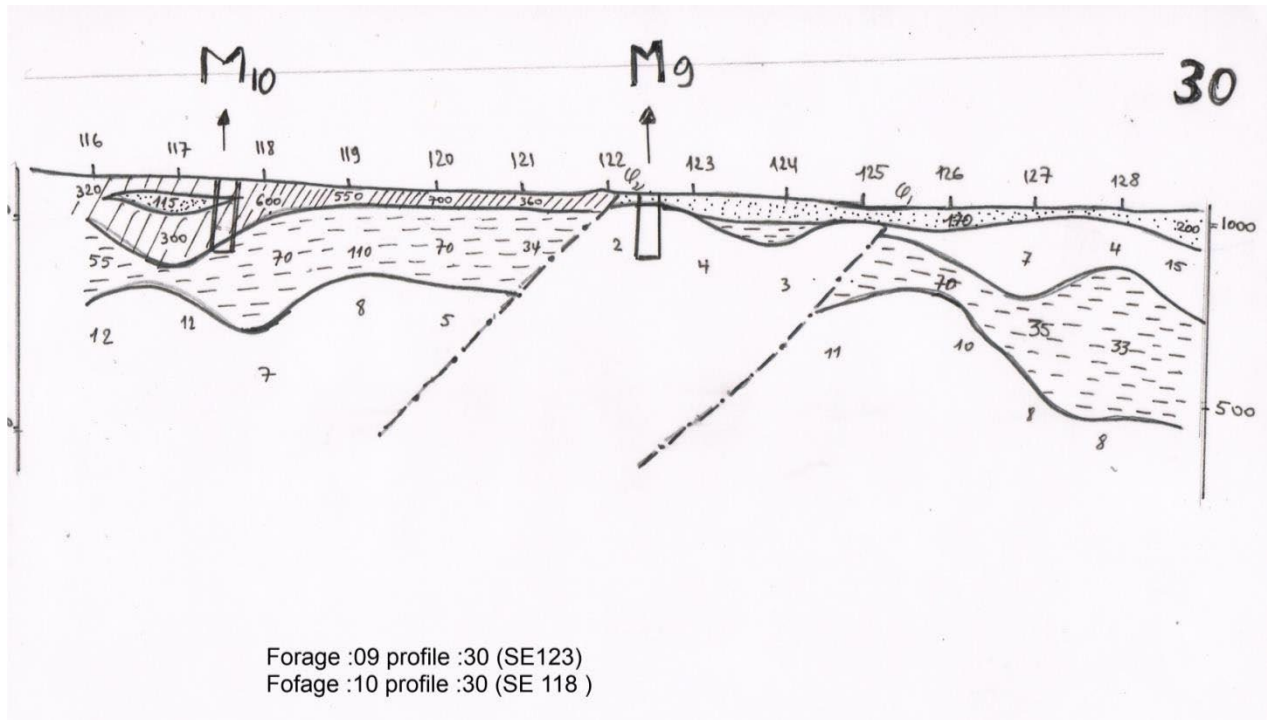 M10 M9 30
116 117 118 119 120 121 122 φ2 123 124 125 φ1 126 127 128
320 115 600 550 700 360 170 200 1000
300
55 70 110 70 34 2 4 3 70 7 4 15
12 12 8 5 11 10 35 33
7 8 8 500
Forage :09 profile :30 (SE123)
Fofage :10 profile :30 (SE 118 )